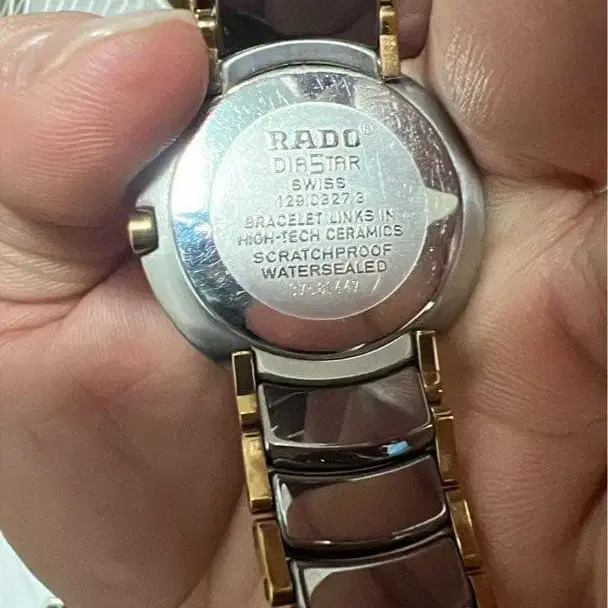 RADO®
DIASTAR
SWISS
129/0327/3
BRACELET LINKS IN
HIGH-TECH CERAMICS
SCRATCHPROOF
WATERSEALED